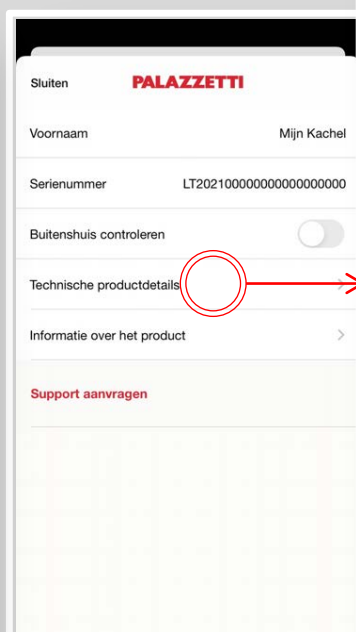 Sluiten PALAZZETTI
Voornaam Mijn Kachel
Serienummer LT202100000000000000000
Buitenshuis controleren
Technische productdetails
Informatie over het product
Support aanvragen